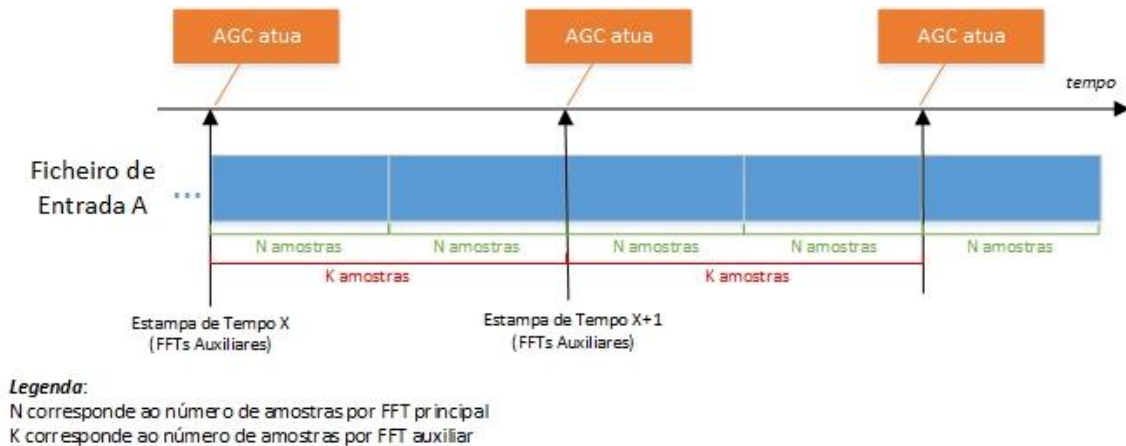 AGC atua
AGC atua
AGC atua
tempo
Ficheiro de
Entrada A
...
N amostras
N amostras
N amostras
N amostras
N amostras
K amostras
K amostras
Estampa de Tempo X
(FFTs Auxiliares)
Estampa de Tempo X+1
(FFTs Auxiliares)
Legenda:
N corresponde ao número de amostras por FFT principal
K corresponde ao número de amostras por FFT auxiliar